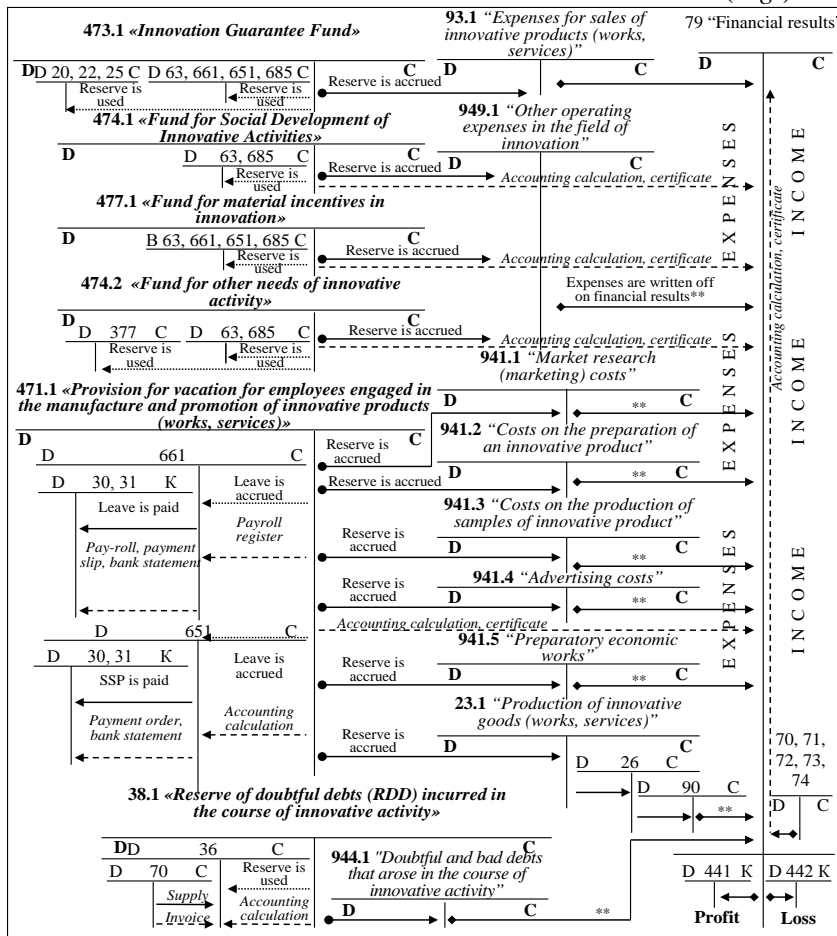 473.1 «Innovation Guarantee Fund»
93.1 “Expenses for sales of
innovative products (works,
services)”
79 “Financial results”
D D 20, 22, 25 C D 63, 661, 651, 685 C C
Reserve is
used
Reserve is
used
Reserve is accrued
D C
D C
474.1 «Fund for Social Development of
Innovative Activities»
949.1 “Other operating
expenses in the field of
innovation”
D D 63, 685 C C
Reserve is
used
Reserve is accrued
D C
Accounting calculation, certificate
477.1 «Fund for material incentives in
innovation»
D B 63, 661, 651, 685 C C
Reserve is
used
Reserve is accrued
Accounting calculation, certificate
474.2 «Fund for other needs of innovative
activity»
Expenses are written off
on financial results**
D D 377 C D 63,685 C C
Reserve is
used
Reserve is
used
Reserve is accrued
Accounting calculation, certificate
941.1 “Market research
(marketing) costs”
471.1 «Provision for vacation for employees engaged in
the manufacture and promotion of innovative products
(works, services)»
D C
Reserve is
accrued
D ** C
941.2 “Costs on the preparation of
an innovative product”
D 661 C
D 30, 31 K
Leave is
accrued
Reserve is accrued
D ** C
Leave is paid
Payroll
register
941.3 “Costs on the production of
samples of innovative product”
Pay-roll, payment
slip, bank statement
Reserve is
accrued
D ** C
941.4 “Advertising costs”
Reserve is
accrued
D ** C
Accounting calculation, certificate
D 651 C
941.5 “Preparatory economic
works”
D 30, 31 K
Leave is
accrued
Reserve is
accrued
D ** C
SSP is paid
Payment order,
bank statement
Accounting
calculation
23.1 “Production of innovative
goods (works, services)”
Reserve is
accrued
D C
D 26 C
D 90 C
**
EXPENSES
EXPENSES
EXPENSES
INCOME
INCOME
INCOME
Accounting calculation, certificate
70, 71,
72, 73,
74
D C
38.1 «Reserve of doubtful debts (RDD) incurred in
the course of innovative activity»
D D 36 C C
D 70 C
Reserve is
used
Supply
Invoice
Accounting
calculation
944.1 "Doubtful and bad debts
that arose in the course of
innovative activity”
D C **
D 441 K D 442 K
Profit Loss